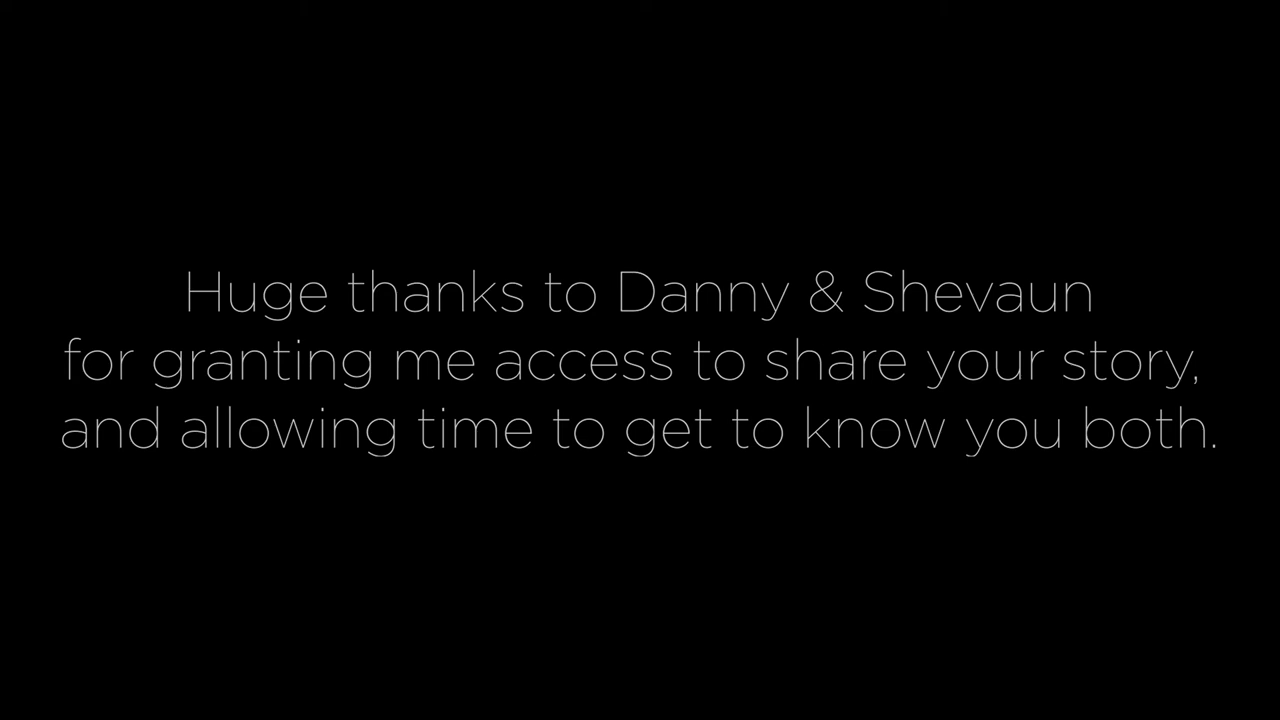 Huge thanks to Danny & Shevaun
for granting me access to share your story,
and allowing time to get to know you both.